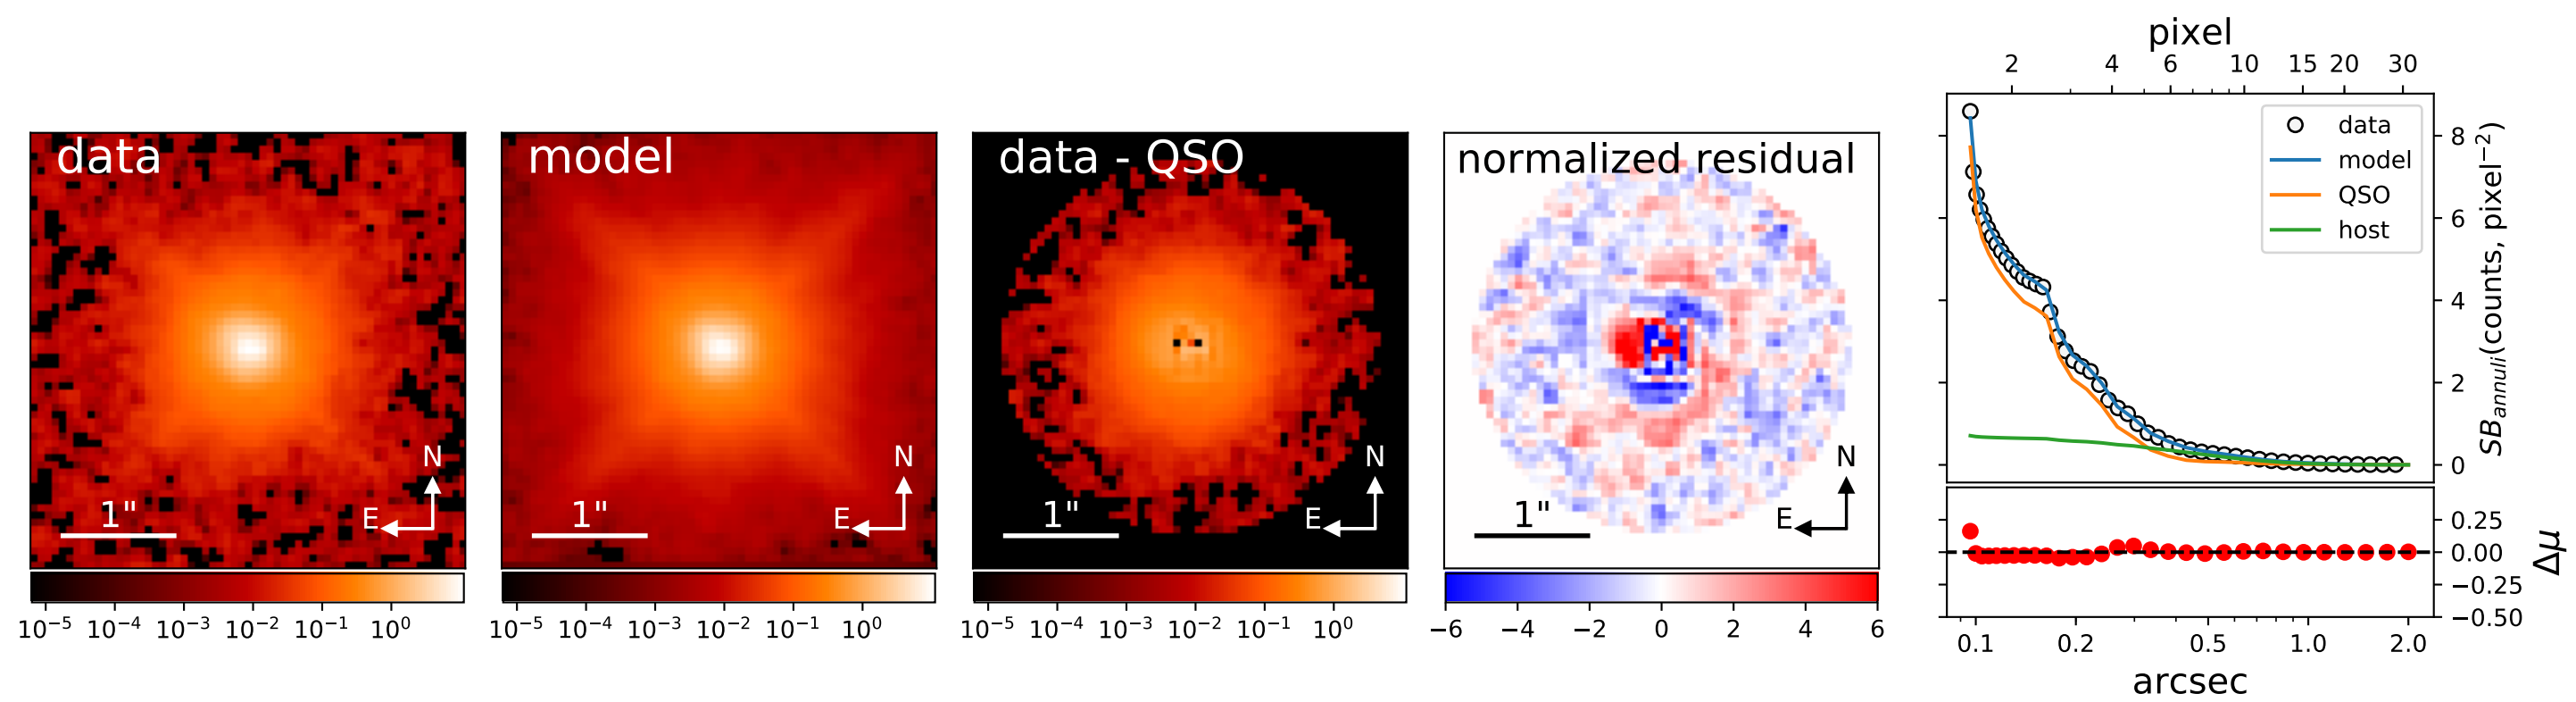 data
N
E
1"
10⁻⁵ 10⁻⁴ 10⁻³ 10⁻² 10⁻¹ 10⁰
model
N
E
1"
10⁻⁵ 10⁻⁴ 10⁻³ 10⁻² 10⁻¹ 10⁰
data - QSO
N
E
1"
10⁻⁵ 10⁻⁴ 10⁻³ 10⁻² 10⁻¹ 10⁰
normalized residual
N
E
1"
−6 −4 −2 0 2 4 6
pixel
2 4 6 10 15 20 30
data
model
QSO
host
8
6
4
2
0
SB_annuli(counts, pixel⁻²)
0.25
0.00
−0.25
−0.50
Δμ
0.1 0.2 0.5 1.0 2.0
arcsec